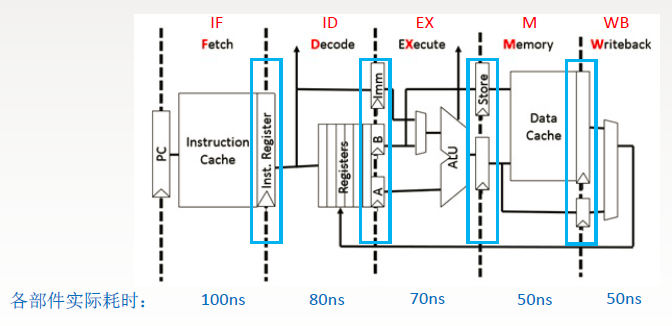 IF ID EX M WB
Fetch Decode EXecute Memory Writeback
PC
Instruction
Cache
Inst. Register
Registers
Imm
B
A
ALU
Store
Data
Cache
各部件实际耗时： 100ns 80ns 70ns 50ns 50ns